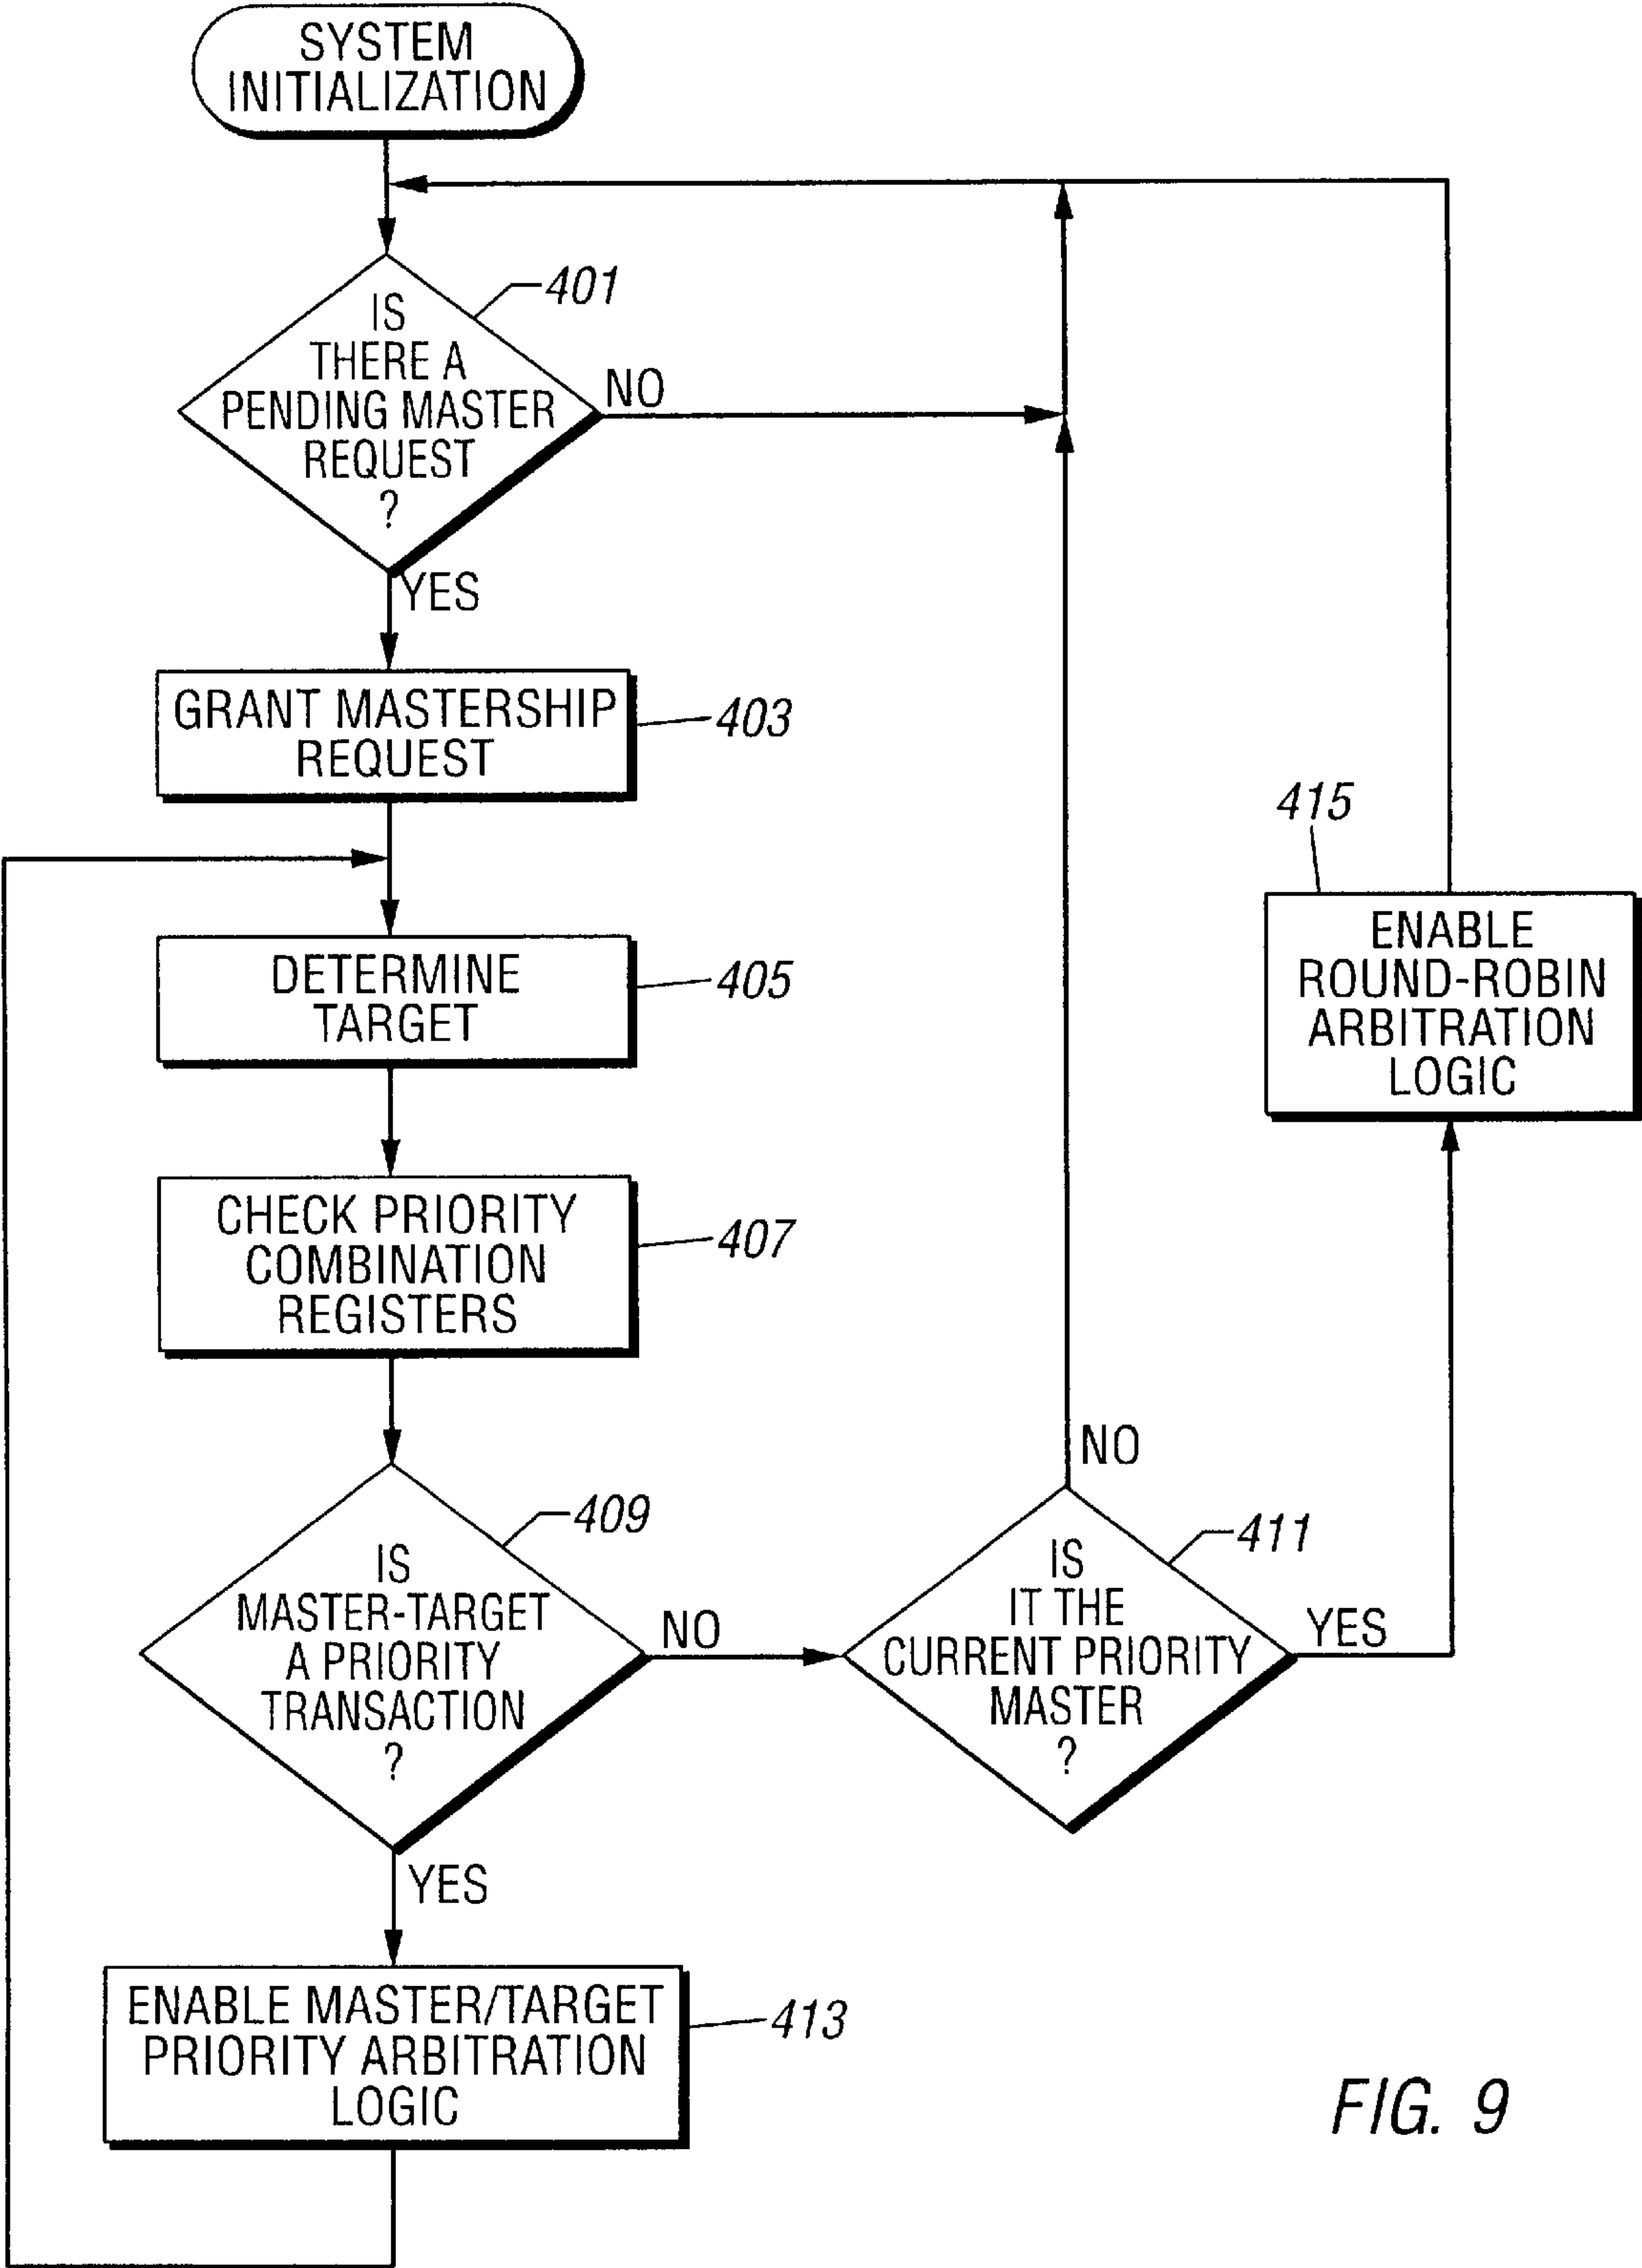 SYSTEM
INITIALIZATION
401
IS
THERE A
PENDING MASTER
REQUEST
?
NO
YES
GRANT MASTERSHIP
REQUEST
403
DETERMINE
TARGET
405
CHECK PRIORITY
COMBINATION
REGISTERS
407
409
IS
MASTER-TARGET
A PRIORITY
TRANSACTION
?
NO
YES
411
IS
IT THE
CURRENT PRIORITY
MASTER
?
NO
YES
415
ENABLE
ROUND-ROBIN
ARBITRATION
LOGIC
ENABLE MASTER/TARGET
PRIORITY ARBITRATION
LOGIC
413
FIG. 9